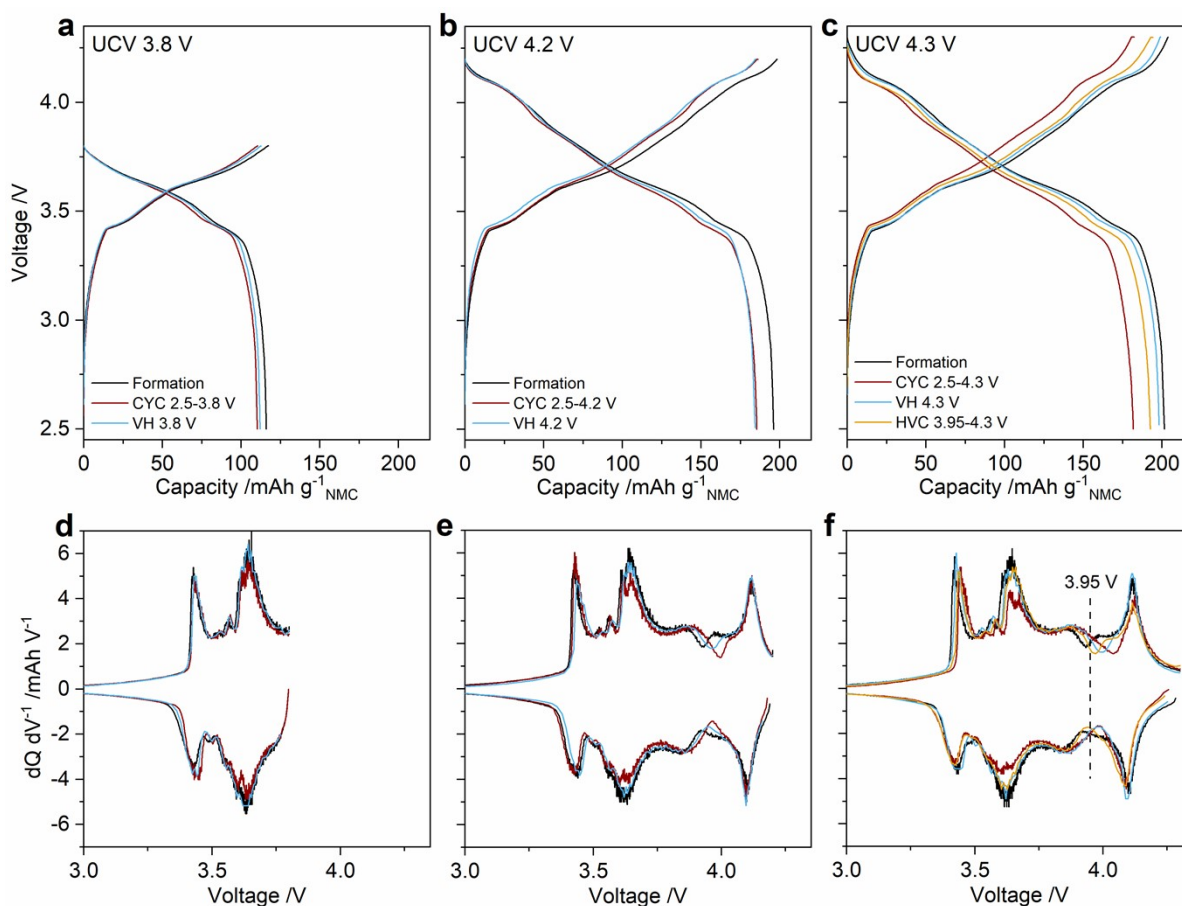 a
UCV 3.8 V
b
UCV 4.2 V
c
UCV 4.3 V
Voltage /V
4.0
3.5
3.0
2.5
Formation
CYC 2.5-3.8 V
VH 3.8 V
Formation
CYC 2.5-4.2 V
VH 4.2 V
Formation
CYC 2.5-4.3 V
VH 4.3 V
HVC 3.95-4.3 V
0 50 100 150 200
0 50 100 150 200
0 50 100 150 200
Capacity /mAh g⁻¹NMC
Capacity /mAh g⁻¹NMC
Capacity /mAh g⁻¹NMC
d
e
f
3.95 V
dQ dV⁻¹ /mAh V⁻¹
6
4
2
0
-2
-4
-6
3.0 3.5 4.0
3.0 3.5 4.0
3.0 3.5 4.0
Voltage /V
Voltage /V
Voltage /V